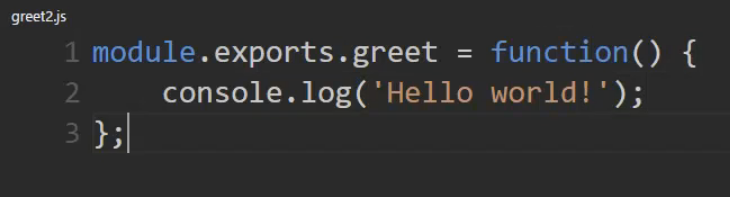 greet2.js
1 module.exports.greet = function() {
2     console.log('Hello world!');
3 };